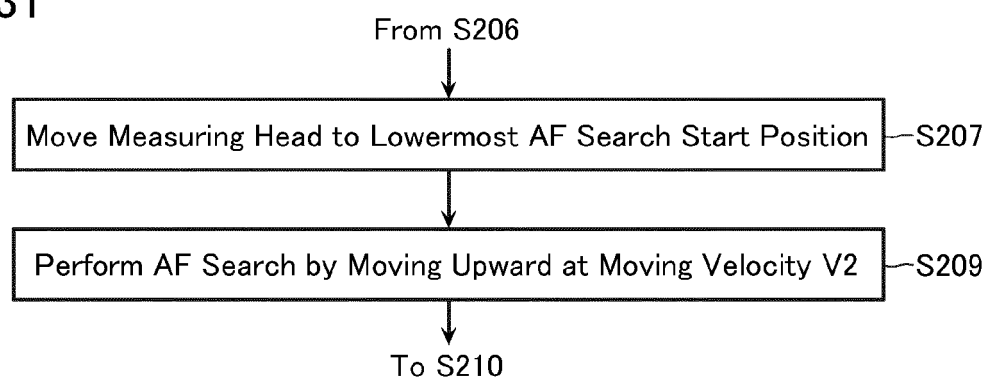 31
From S206
Move Measuring Head to Lowermost AF Search Start Position
S207
Perform AF Search by Moving Upward at Moving Velocity V2
S209
To S210